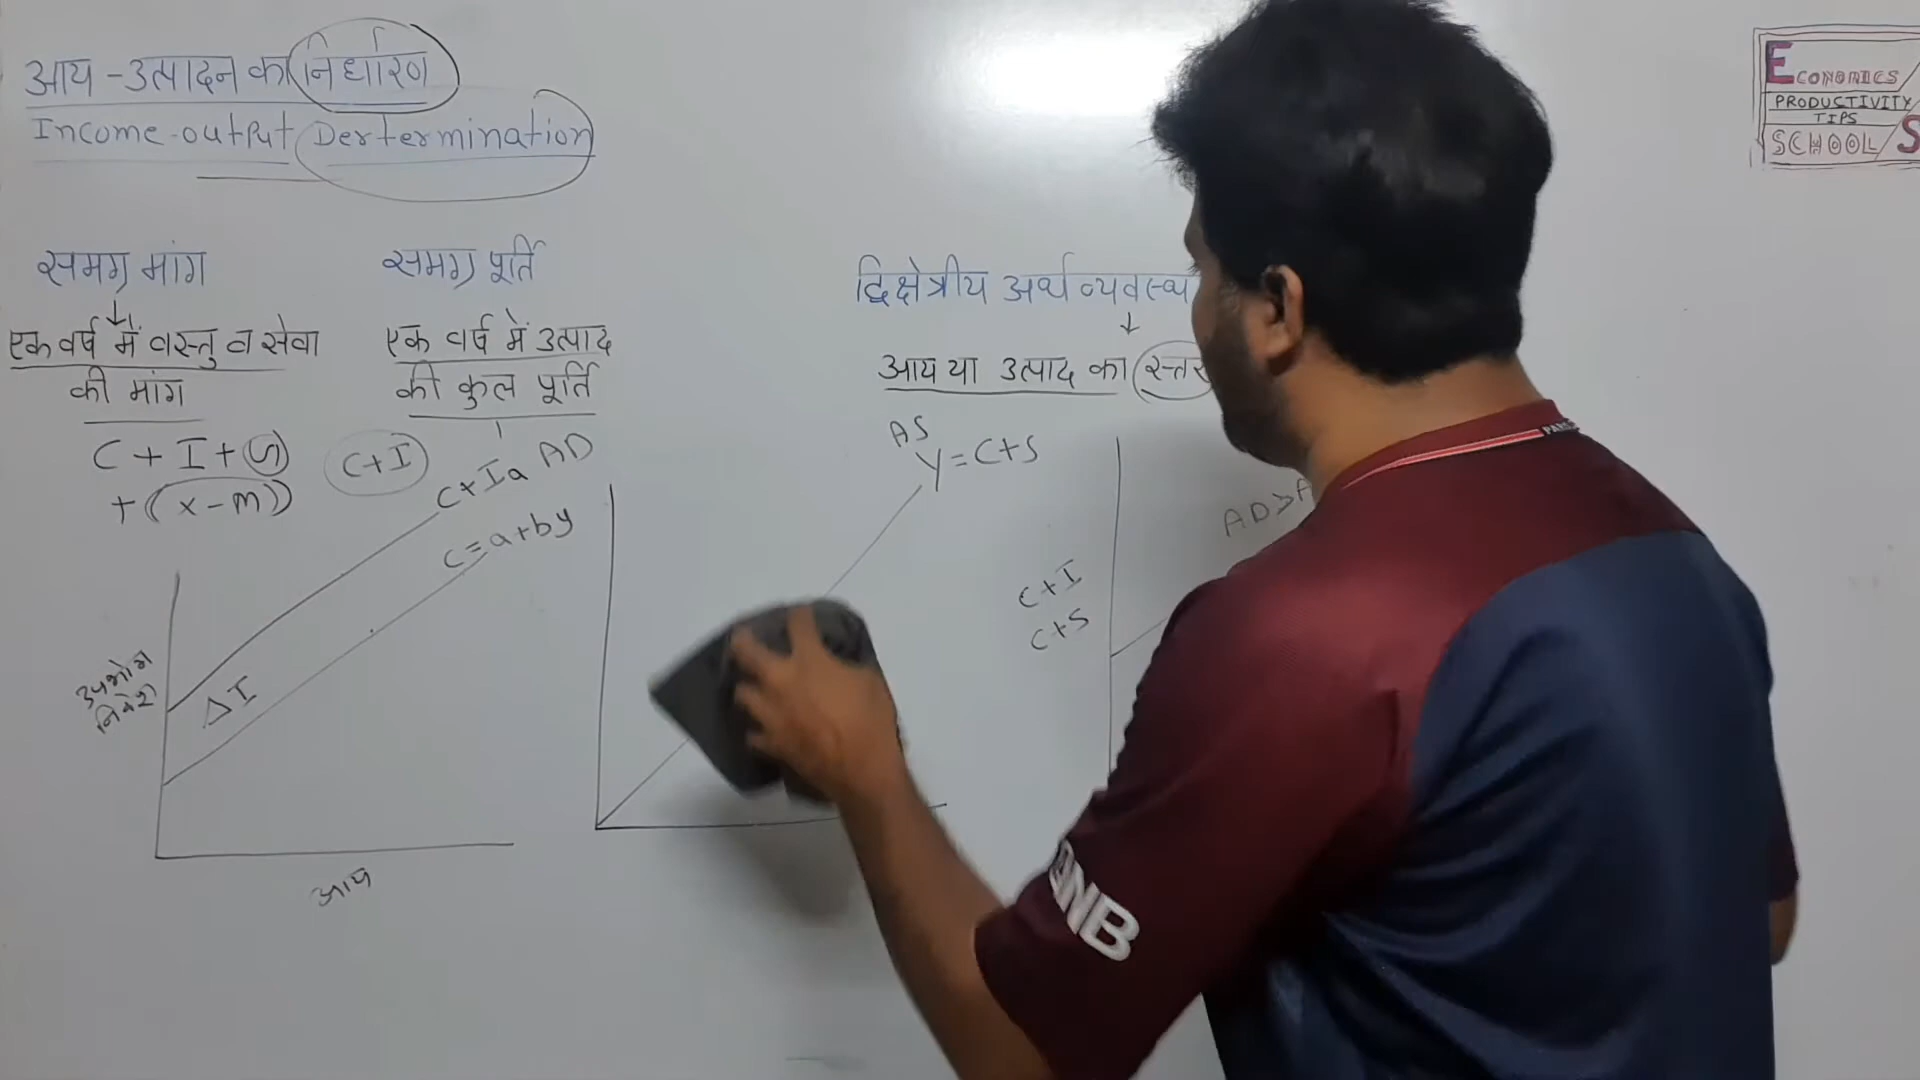 आय-उत्पादन का निर्धारण
Income-output Dertermination
समग्र मांग
एक वर्ष में वस्तु व सेवा
की मांग
C + I + G
+ (x-m)
समग्र पूर्ति
एक वर्ष में उत्पाद
की कुल पूर्ति
C+I
C+Ia AD
C=a+by
उपभोग
निवेश
ΔI
आय
AS
Y=C+S
द्विक्षेत्रीय अर्थव्यवस्थ
आय या उत्पाद का स्तर
C+I
C+S
AD>A
ECONOMICS
PRODUCTIVITY
TIPS
SCHOOL S
PNB